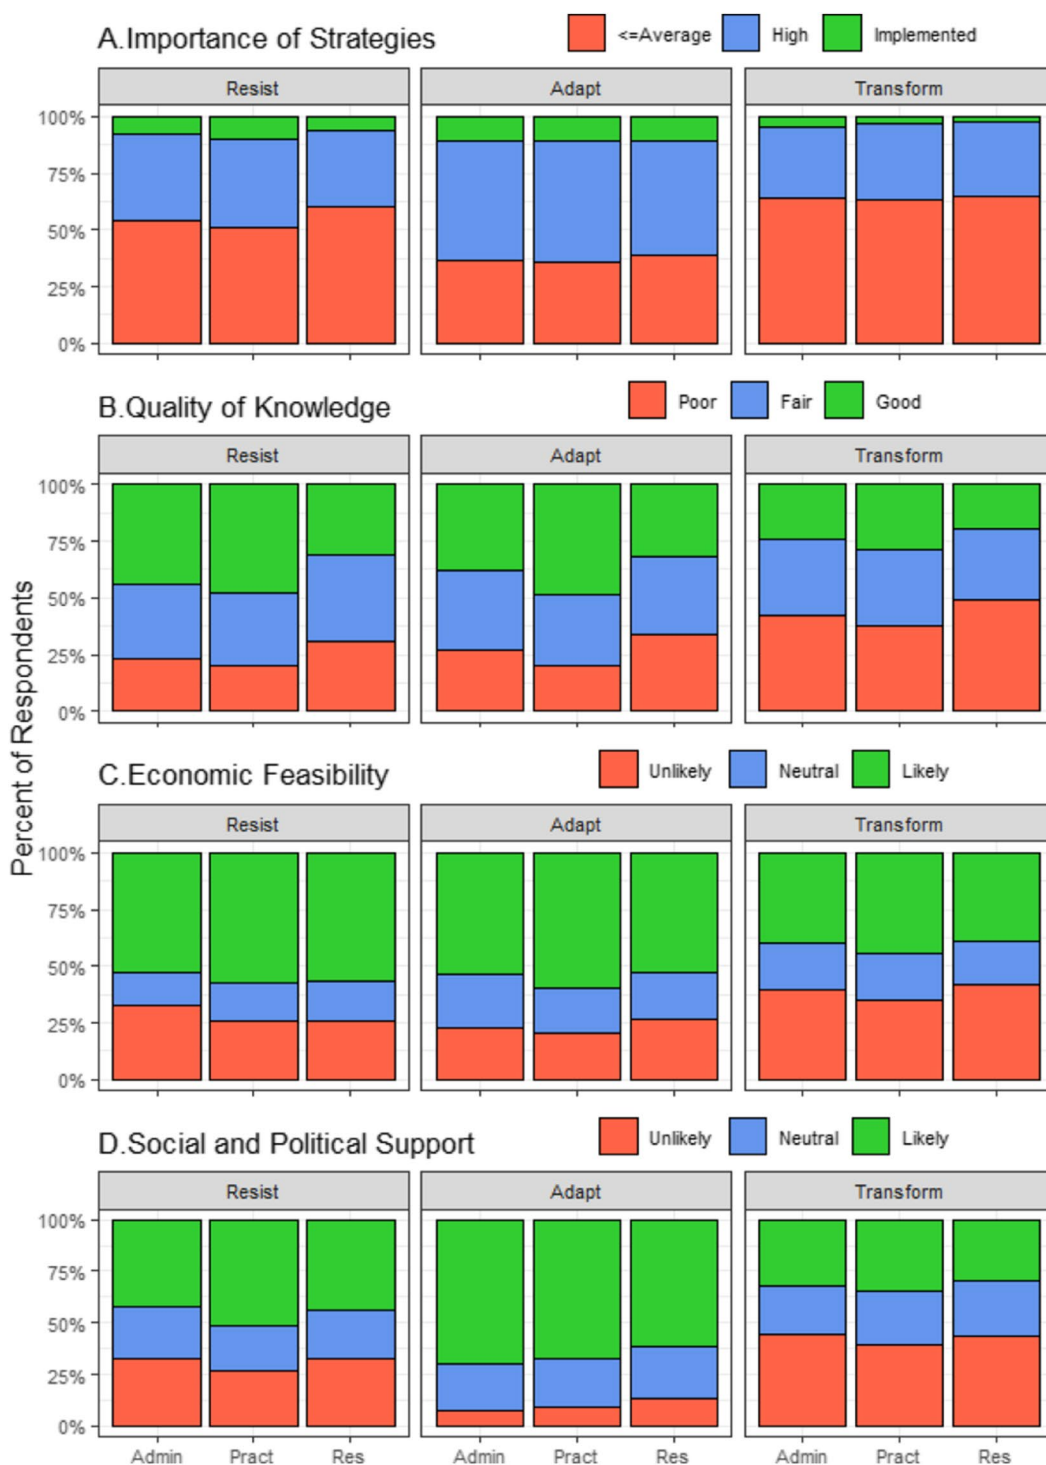 A.Importance of Strategies <=Average High Implemented
Resist Adapt Transform
100%
75%
50%
25%
0%
B.Quality of Knowledge Poor Fair Good
Resist Adapt Transform
100%
75%
50%
25%
0%
Percent of Respondents
C.Economic Feasibility Unlikely Neutral Likely
Resist Adapt Transform
100%
75%
50%
25%
0%
D.Social and Political Support Unlikely Neutral Likely
Resist Adapt Transform
100%
75%
50%
25%
0%
Admin Pract Res Admin Pract Res Admin Pract Res